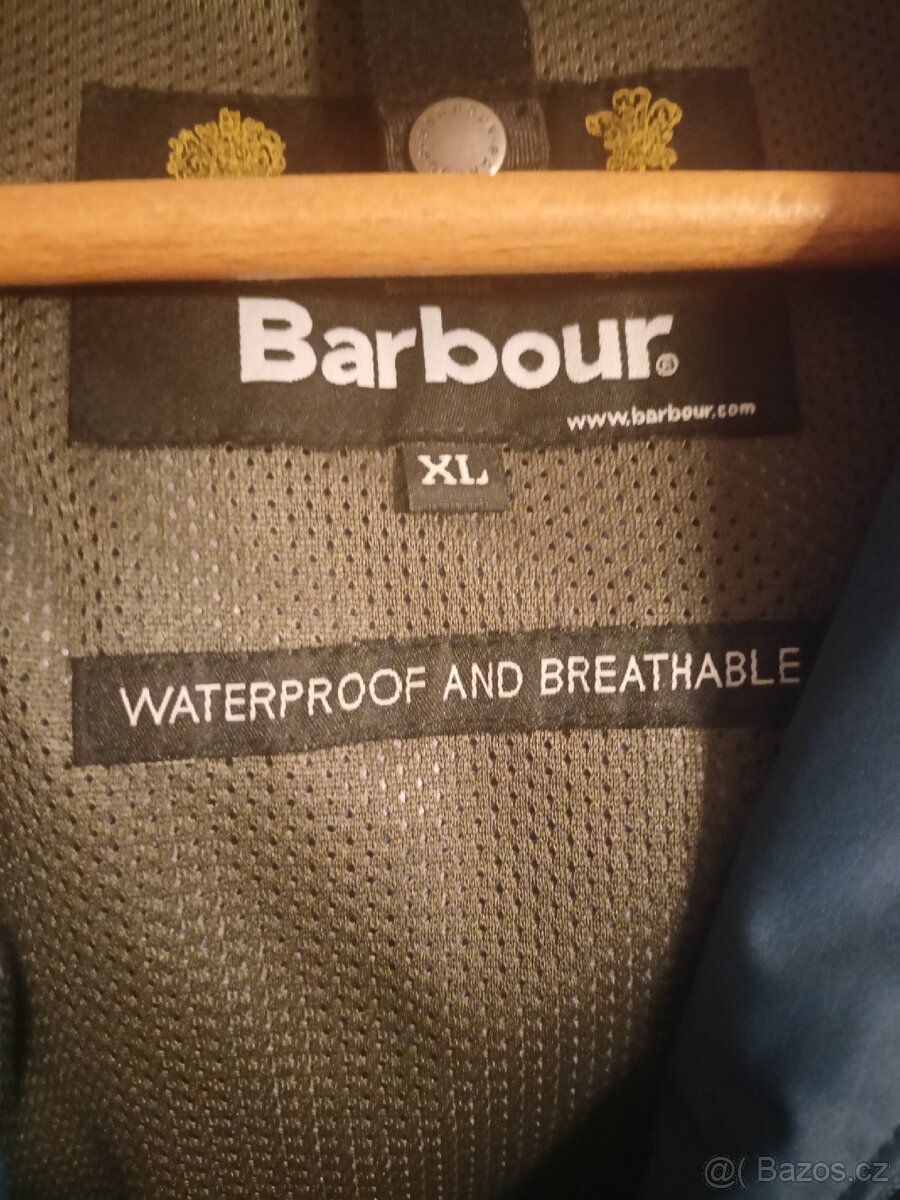 Barbour®
www.barbour.com
XL
WATERPROOF AND BREATHABLE
@( Bazos.cz